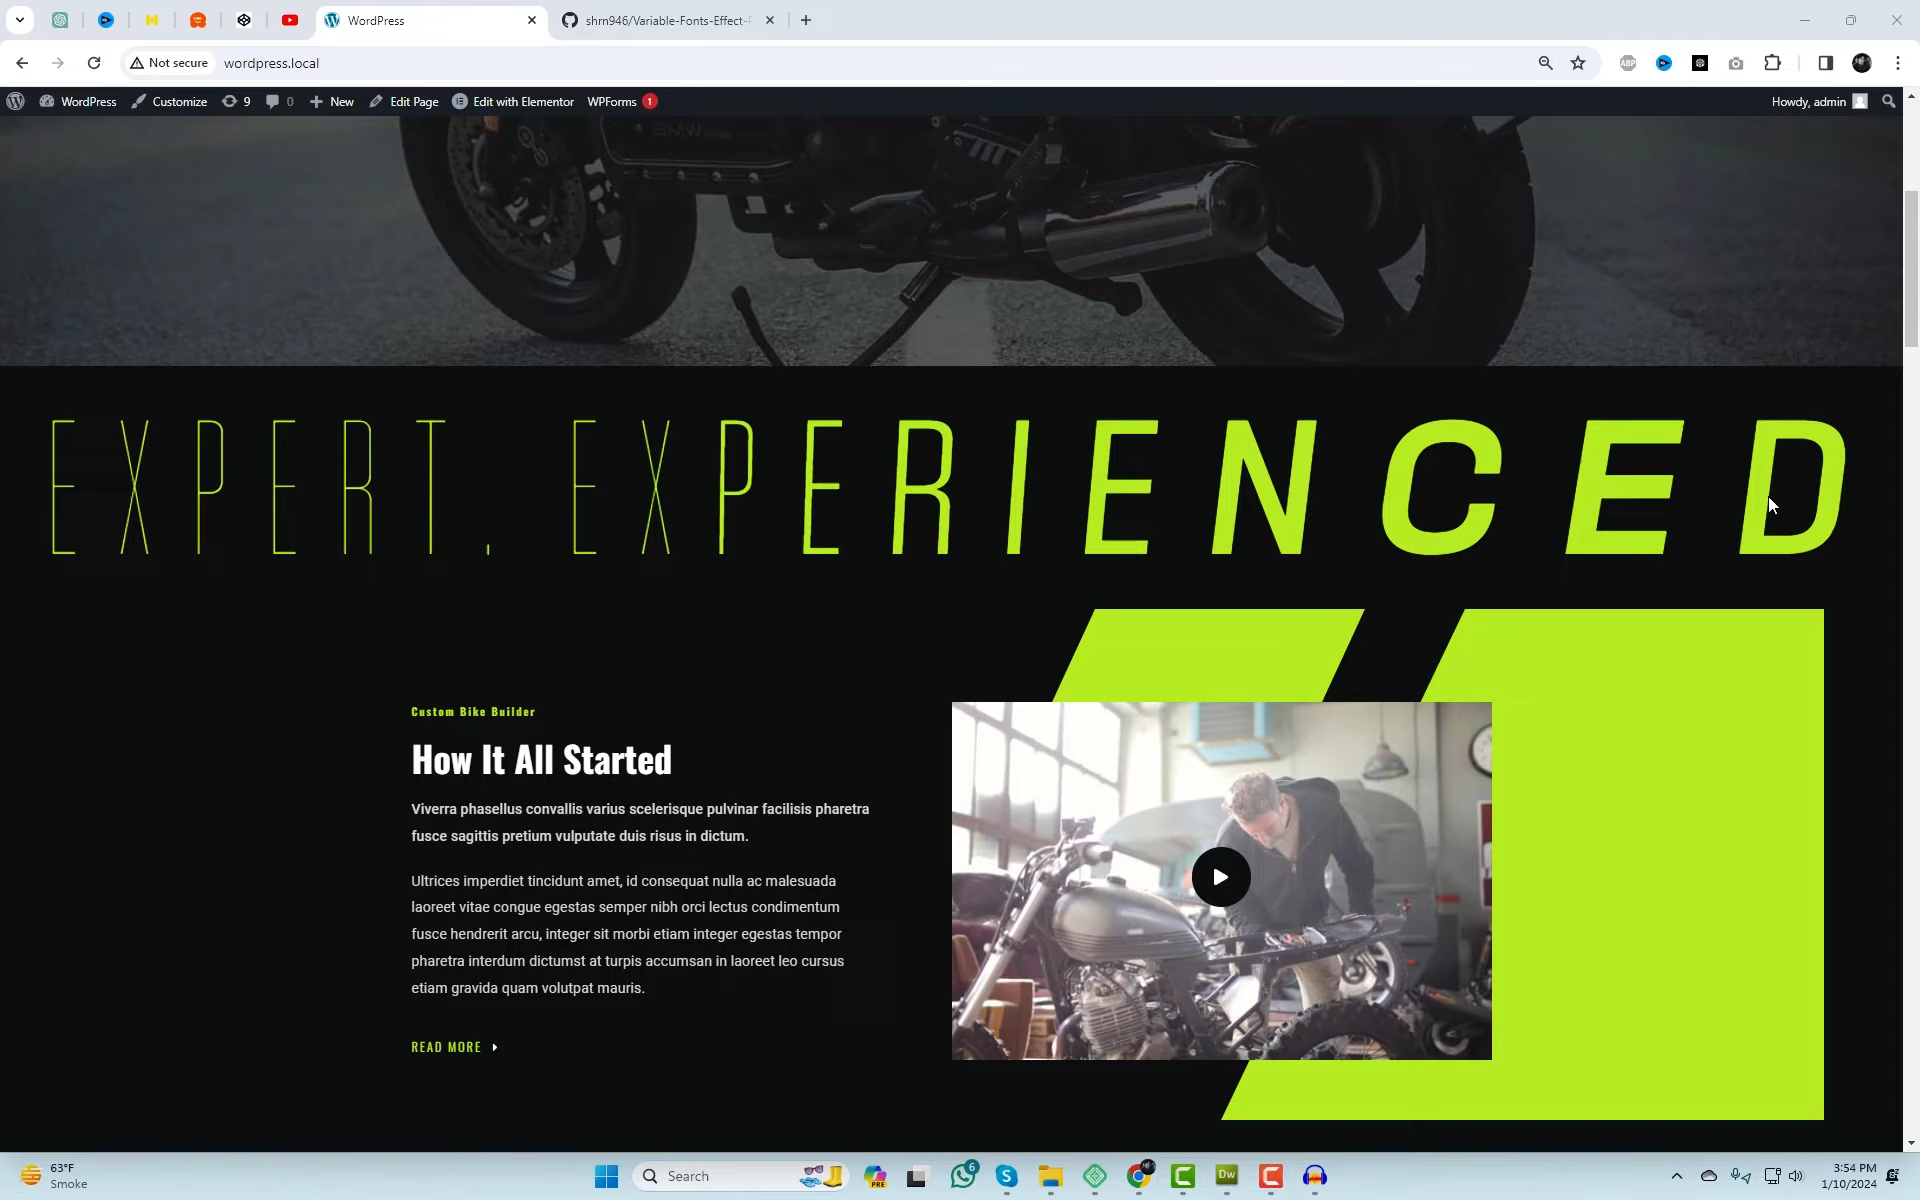 WordPress
shrn946/Variable-Fonts-Effect-
Not secure
wordpress.local
ABP
WordPress
Customize
9
0
New
Edit Page
Edit with Elementor
WPForms
1
Howdy, admin
BMW
EXPERT. EXPERIENCED
Custom Bike Builder
How It All Started
Viverra phasellus convallis varius scelerisque pulvinar facilisis pharetra
fusce sagittis pretium vulputate duis risus in dictum.
Ultrices imperdiet tincidunt amet, id consequat nulla ac malesuada
laoreet vitae congue egestas semper nibh orci lectus condimentum
fusce hendrerit arcu, integer sit morbi etiam integer egestas tempor
pharetra interdum dictumst at turpis accumsan in laoreet leo cursus
etiam gravida quam volutpat mauris.
READ MORE
63°F
Smoke
Search
PRE
6
S
Dw
3:54 PM
1/10/2024